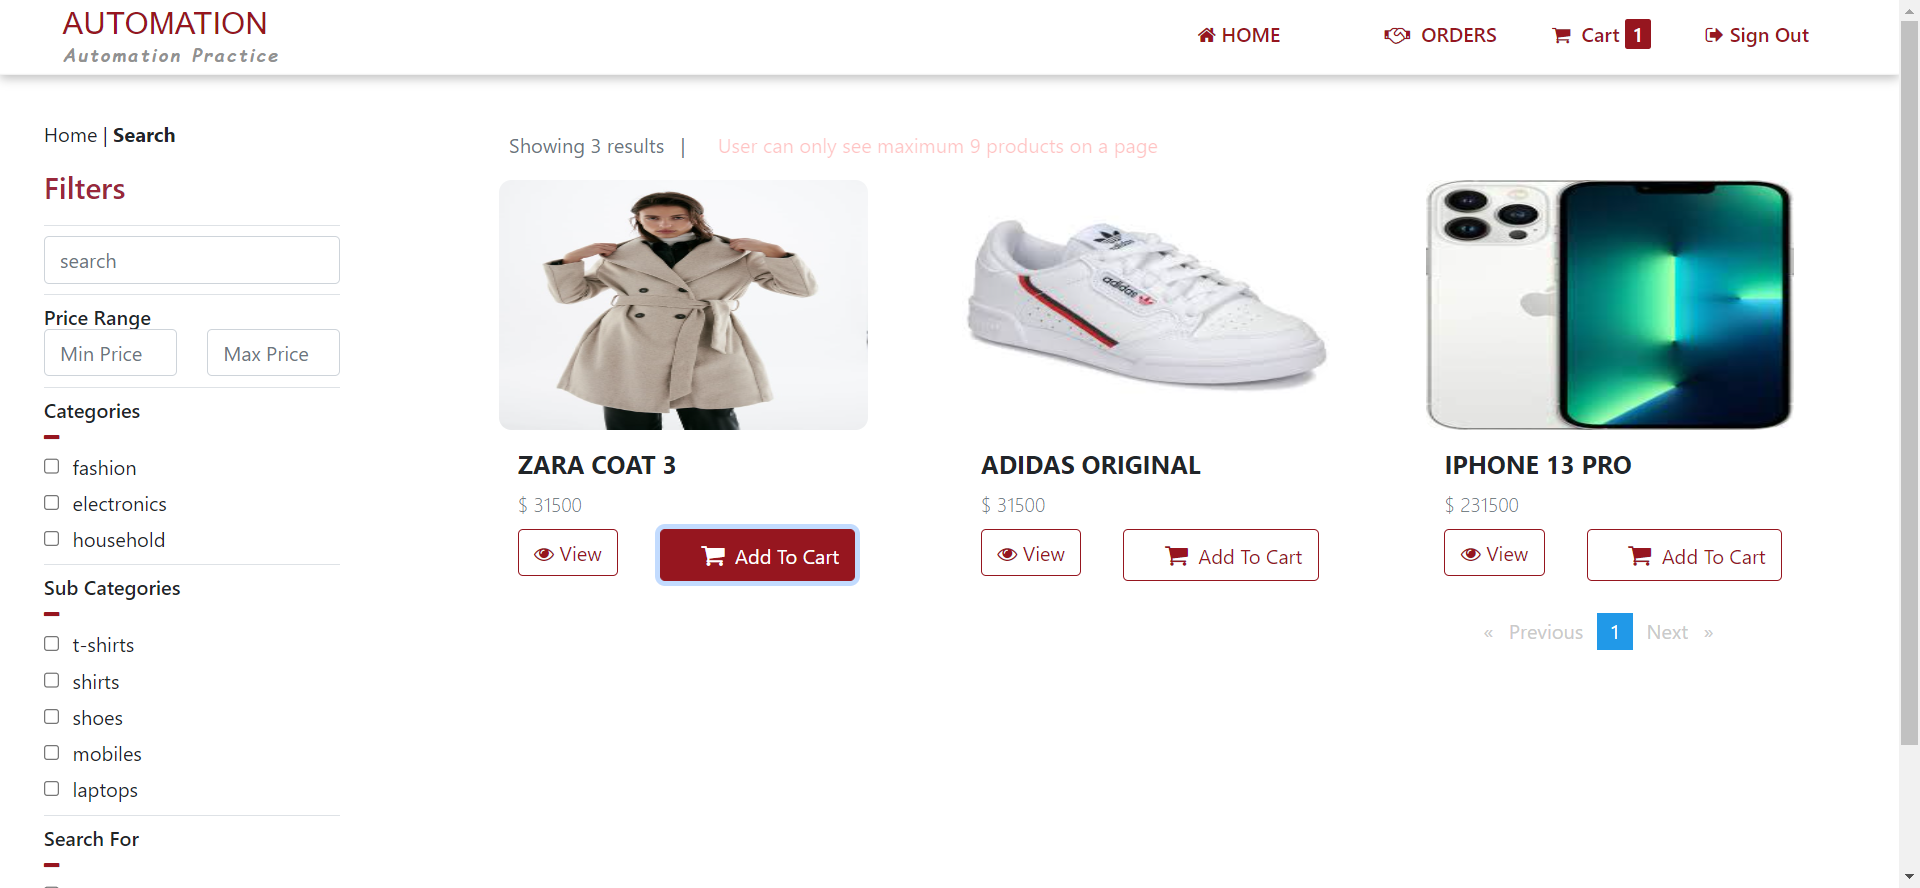 AUTOMATION
Automation Practice
HOME
ORDERS
Cart 1
Sign Out
Home | Search
Filters
search
Price Range
Min Price
Max Price
Categories
fashion
electronics
household
Sub Categories
t-shirts
shirts
shoes
mobiles
laptops
Search For
Showing 3 results |
User can only see maximum 9 products on a page
adidas
adidas
ZARA COAT 3
$ 31500
View
Add To Cart
ADIDAS ORIGINAL
$ 31500
View
Add To Cart
IPHONE 13 PRO
$ 231500
View
Add To Cart
« Previous 1 Next »